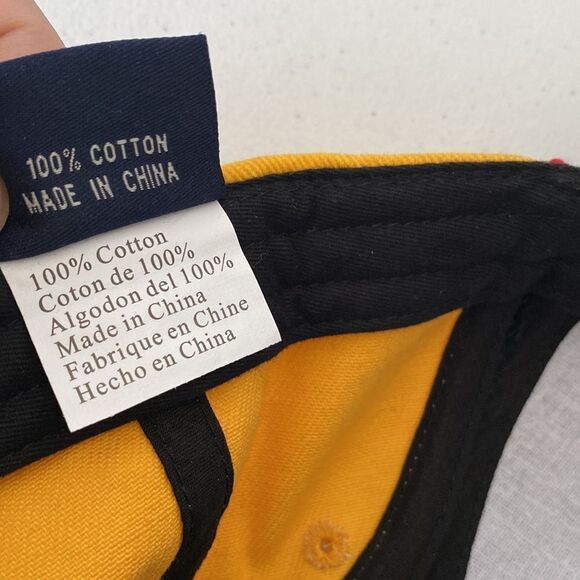 100% COTTON
MADE IN CHINA
100% Cotton
Coton de 100%
Algodon del 100%
Made in China
Fabrique en Chine
Hecho en China